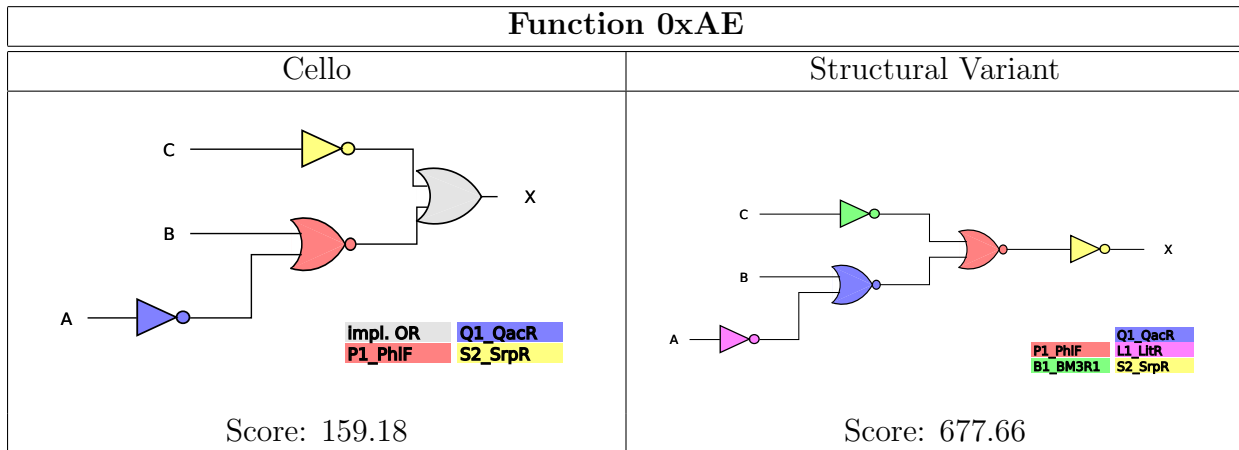 Function 0xAE
Cello
Structural Variant
C
B
A
X
impl. OR
Q1_QacR
P1_PhlF
S2_SrpR
Score: 159.18
C
B
A
X
Q1_QacR
P1_PhlF
L1_LitR
B1_BM3R1
S2_SrpR
Score: 677.66